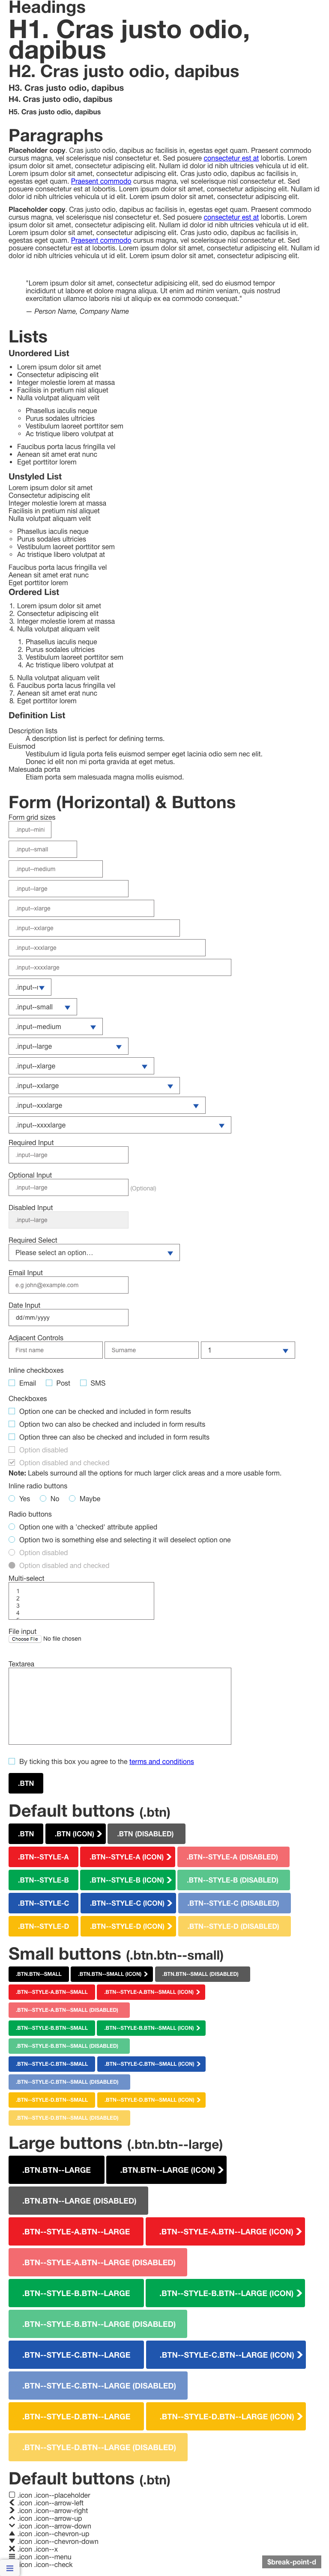 Headings
H1. Cras justo odio,
dapibus
H2. Cras justo odio, dapibus
H3. Cras justo odio, dapibus
H4. Cras justo odio, dapibus
H5. Cras justo odio, dapibus
Paragraphs
Placeholder copy. Cras justo odio, dapibus ac facilisis in, egestas eget quam. Praesent commodo
cursus magna, vel scelerisque nisl consectetur et. Sed posuere consectetur est at lobortis. Lorem
ipsum dolor sit amet, consectetur adipiscing elit. Nullam id dolor id nibh ultricies vehicula ut id elit.
Lorem ipsum dolor sit amet, consectetur adipiscing elit. Cras justo odio, dapibus ac facilisis in,
egestas eget quam. Praesent commodo cursus magna, vel scelerisque nisl consectetur et. Sed
posuere consectetur est at lobortis. Lorem ipsum dolor sit amet, consectetur adipiscing elit. Nullam id
dolor id nibh ultricies vehicula ut id elit. Lorem ipsum dolor sit amet, consectetur adipiscing elit.
Placeholder copy. Cras justo odio, dapibus ac facilisis in, egestas eget quam. Praesent commodo
cursus magna, vel scelerisque nisl consectetur et. Sed posuere consectetur est at lobortis. Lorem
ipsum dolor sit amet, consectetur adipiscing elit. Nullam id dolor id nibh ultricies vehicula ut id elit.
Lorem ipsum dolor sit amet, consectetur adipiscing elit. Cras justo odio, dapibus ac facilisis in,
egestas eget quam. Praesent commodo cursus magna, vel scelerisque nisl consectetur et. Sed
posuere consectetur est at lobortis. Lorem ipsum dolor sit amet, consectetur adipiscing elit. Nullam id
dolor id nibh ultricies vehicula ut id elit. Lorem ipsum dolor sit amet, consectetur adipiscing elit.
"Lorem ipsum dolor sit amet, consectetur adipisicing elit, sed do eiusmod tempor
incididunt ut labore et dolore magna aliqua. Ut enim ad minim veniam, quis nostrud
exercitation ullamco laboris nisi ut aliquip ex ea commodo consequat."
— Person Name, Company Name
Lists
Unordered List
• Lorem ipsum dolor sit amet
• Consectetur adipiscing elit
• Integer molestie lorem at massa
• Facilisis in pretium nisl aliquet
• Nulla volutpat aliquam velit
◦ Phasellus iaculis neque
◦ Purus sodales ultricies
◦ Vestibulum laoreet porttitor sem
◦ Ac tristique libero volutpat at
• Faucibus porta lacus fringilla vel
• Aenean sit amet erat nunc
• Eget porttitor lorem
Unstyled List
Lorem ipsum dolor sit amet
Consectetur adipiscing elit
Integer molestie lorem at massa
Facilisis in pretium nisl aliquet
Nulla volutpat aliquam velit
◦ Phasellus iaculis neque
◦ Purus sodales ultricies
◦ Vestibulum laoreet porttitor sem
◦ Ac tristique libero volutpat at
Faucibus porta lacus fringilla vel
Aenean sit amet erat nunc
Eget porttitor lorem
Ordered List
1. Lorem ipsum dolor sit amet
2. Consectetur adipiscing elit
3. Integer molestie lorem at massa
4. Nulla volutpat aliquam velit
1. Phasellus iaculis neque
2. Purus sodales ultricies
3. Vestibulum laoreet porttitor sem
4. Ac tristique libero volutpat at
5. Nulla volutpat aliquam velit
6. Faucibus porta lacus fringilla vel
7. Aenean sit amet erat nunc
8. Eget porttitor lorem
Definition List
Description lists
A description list is perfect for defining terms.
Euismod
Vestibulum id ligula porta felis euismod semper eget lacinia odio sem nec elit.
Donec id elit non mi porta gravida at eget metus.
Malesuada porta
Etiam porta sem malesuada magna mollis euismod.
Form (Horizontal) & Buttons
Form grid sizes
.input--mini
.input--small
.input--medium
.input--large
.input--xlarge
.input--xxlarge
.input--xxxlarge
.input--xxxxlarge
.input--r
.input--small
.input--medium
.input--large
.input--xlarge
.input--xxlarge
.input--xxxlarge
.input--xxxxlarge
Required Input
.input--large
Optional Input
.input--large (Optional)
Disabled Input
.input--large
Required Select
Please select an option…
Email Input
e.g john@example.com
Date Input
dd/mm/yyyy
Adjacent Controls
First name Surname 1
Inline checkboxes
Email Post SMS
Checkboxes
Option one can be checked and included in form results
Option two can also be checked and included in form results
Option three can also be checked and included in form results
Option disabled
Option disabled and checked
Note: Labels surround all the options for much larger click areas and a more usable form.
Inline radio buttons
Yes No Maybe
Radio buttons
Option one with a 'checked' attribute applied
Option two is something else and selecting it will deselect option one
Option disabled
Option disabled and checked
Multi-select
1
2
3
4
File input
Choose File No file chosen
Textarea
By ticking this box you agree to the terms and conditions
.BTN
Default buttons (.btn)
.BTN .BTN (ICON) .BTN (DISABLED)
.BTN--STYLE-A .BTN--STYLE-A (ICON) .BTN--STYLE-A (DISABLED)
.BTN--STYLE-B .BTN--STYLE-B (ICON) .BTN--STYLE-B (DISABLED)
.BTN--STYLE-C .BTN--STYLE-C (ICON) .BTN--STYLE-C (DISABLED)
.BTN--STYLE-D .BTN--STYLE-D (ICON) .BTN--STYLE-D (DISABLED)
Small buttons (.btn.btn--small)
.BTN.BTN--SMALL .BTN.BTN--SMALL (ICON) .BTN.BTN--SMALL (DISABLED)
.BTN--STYLE-A.BTN--SMALL .BTN--STYLE-A.BTN--SMALL (ICON)
.BTN--STYLE-A.BTN--SMALL (DISABLED)
.BTN--STYLE-B.BTN--SMALL .BTN--STYLE-B.BTN--SMALL (ICON)
.BTN--STYLE-B.BTN--SMALL (DISABLED)
.BTN--STYLE-C.BTN--SMALL .BTN--STYLE-C.BTN--SMALL (ICON)
.BTN--STYLE-C.BTN--SMALL (DISABLED)
.BTN--STYLE-D.BTN--SMALL .BTN--STYLE-D.BTN--SMALL (ICON)
.BTN--STYLE-D.BTN--SMALL (DISABLED)
Large buttons (.btn.btn--large)
.BTN.BTN--LARGE .BTN.BTN--LARGE (ICON)
.BTN.BTN--LARGE (DISABLED)
.BTN--STYLE-A.BTN--LARGE .BTN--STYLE-A.BTN--LARGE (ICON)
.BTN--STYLE-A.BTN--LARGE (DISABLED)
.BTN--STYLE-B.BTN--LARGE .BTN--STYLE-B.BTN--LARGE (ICON)
.BTN--STYLE-B.BTN--LARGE (DISABLED)
.BTN--STYLE-C.BTN--LARGE .BTN--STYLE-C.BTN--LARGE (ICON)
.BTN--STYLE-C.BTN--LARGE (DISABLED)
.BTN--STYLE-D.BTN--LARGE .BTN--STYLE-D.BTN--LARGE (ICON)
.BTN--STYLE-D.BTN--LARGE (DISABLED)
Default buttons (.btn)
.icon .icon--placeholder
.icon .icon--arrow-left
.icon .icon--arrow-right
.icon .icon--arrow-up
.icon .icon--arrow-down
.icon .icon--chevron-up
.icon .icon--chevron-down
.icon .icon--x
.icon .icon--menu
.icon .icon--check
$break-point-d